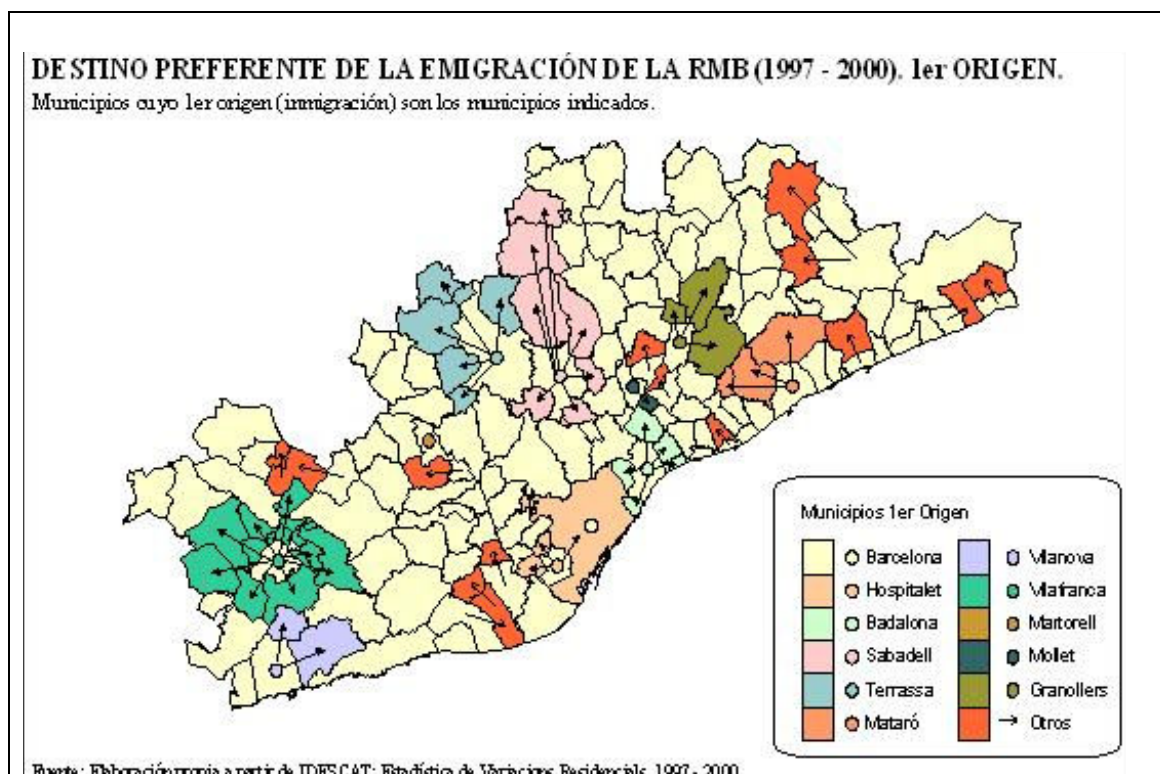 DESTINO PREFERENTE DE LA EMIGRACIÓN DE LA RMB (1997 - 2000). 1er ORIGEN.
Municipios cuyo 1er origen (inmigración) son los municipios indicados.
Municipios 1er Origen
Barcelona
Hospitalet
Badalona
Sabadell
Terrassa
Mataró
Vilanova
Vilafranca
Martorell
Mollet
Granollers
Otros
Fuente: Elaboración propia a partir de IDESCAT: Estadística de Variacions Residencials, 1997 - 2000